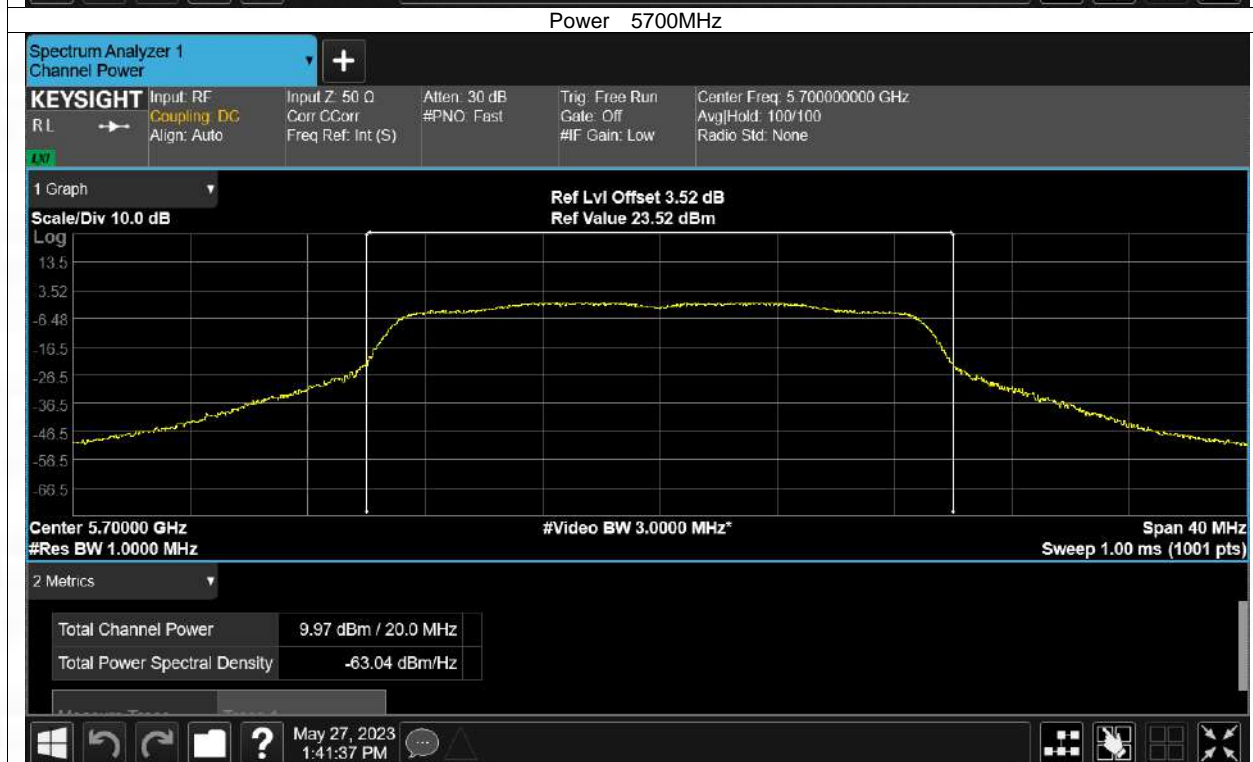 Power 5700MHz
Spectrum Analyzer 1
Channel Power
+
KEYSIGHT
RL
LXI
Input: RF
Coupling: DC
Align: Auto
Input Z: 50 Ω
Corr CCorr
Freq Ref: Int (S)
Atten: 30 dB
#PNO: Fast
Trig: Free Run
Gate: Off
#IF Gain: Low
Center Freq: 5.700000000 GHz
Avg|Hold: 100/100
Radio Std: None
1 Graph
Scale/Div 10.0 dB
Ref Lvl Offset 3.52 dB
Ref Value 23.52 dBm
Log
13.5
3.52
-6.48
-16.5
-26.5
-36.5
-46.5
-56.5
-66.5
Center 5.70000 GHz
#Video BW 3.0000 MHz*
Span 40 MHz
#Res BW 1.0000 MHz
Sweep 1.00 ms (1001 pts)
2 Metrics
Total Channel Power 9.97 dBm / 20.0 MHz
Total Power Spectral Density -63.04 dBm/Hz
?
May 27, 2023
1:41:37 PM